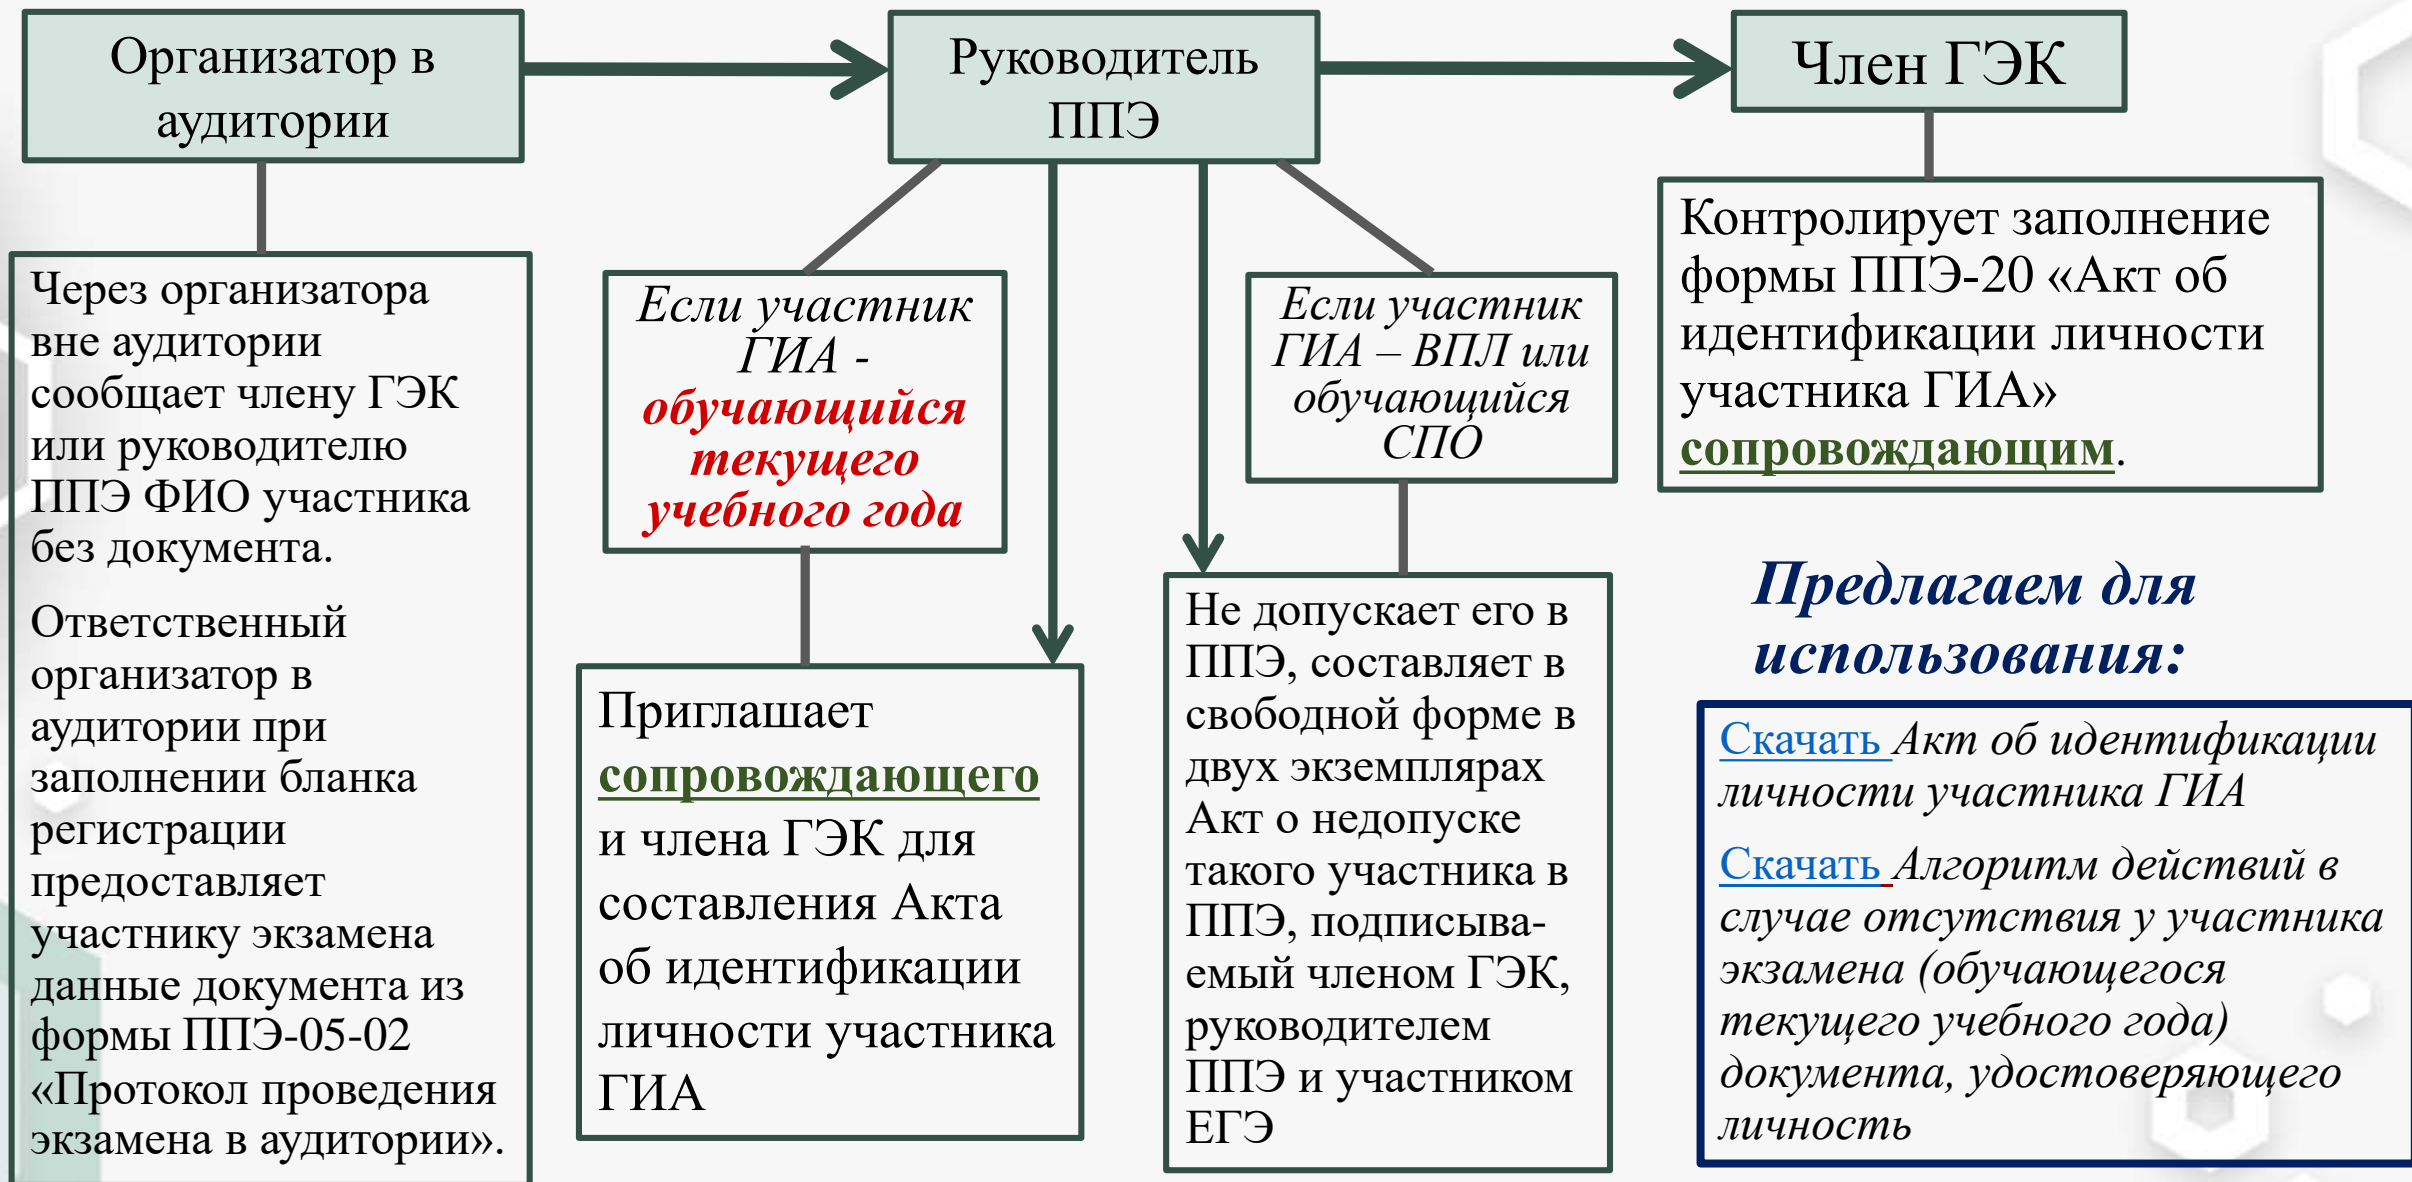 Организатор в
аудитории
Руководитель
ППЭ
Член ГЭК
Через организатора
вне аудитории
сообщает члену ГЭК
или руководителю
ППЭ ФИО участника
без документа.
Ответственный
организатор в
аудитории при
заполнении бланка
регистрации
предоставляет
участнику экзамена
данные документа из
формы ППЭ-05-02
«Протокол проведения
экзамена в аудитории».
Если участник
ГИА -
обучающийся
текущего
учебного года
Приглашает
сопровождающего
и члена ГЭК для
составления Акта
об идентификации
личности участника
ГИА
Если участник
ГИА – ВПЛ или
обучающийся
СПО
Не допускает его в
ППЭ, составляет в
свободной форме в
двух экземплярах
Акт о недопуске
такого участника в
ППЭ, подписыва-
емый членом ГЭК,
руководителем
ППЭ и участником
ЕГЭ
Контролирует заполнение
формы ППЭ-20 «Акт об
идентификации личности
участника ГИА»
сопровождающим.
Предлагаем для
использования:
Скачать Акт об идентификации
личности участника ГИА
Скачать Алгоритм действий в
случае отсутствия у участника
экзамена (обучающегося
текущего учебного года)
документа, удостоверяющего
личность